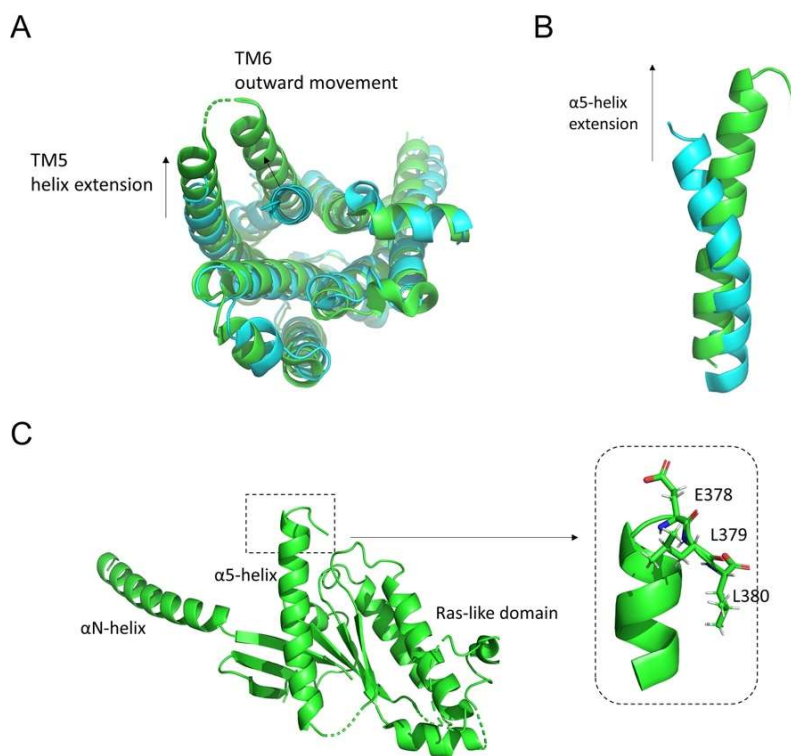 A
TM6
outward movement
TM5
helix extension
B
α5-helix
extension
C
αN-helix
α5-helix
Ras-like domain
E378
L379
L380